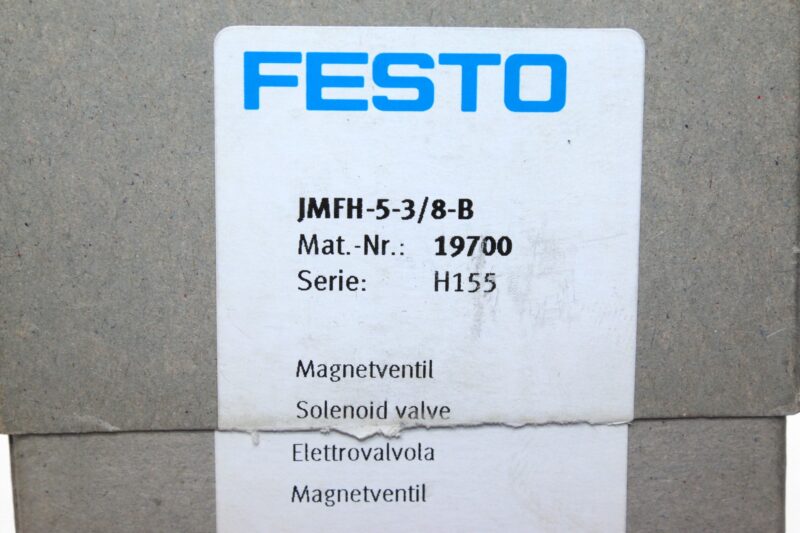 FESTO
JMFH-5-3/8-B
Mat.-Nr.: 19700
Serie: H155
Magnetventil
Solenoid valve
Elettrovalvola
Magnetventil